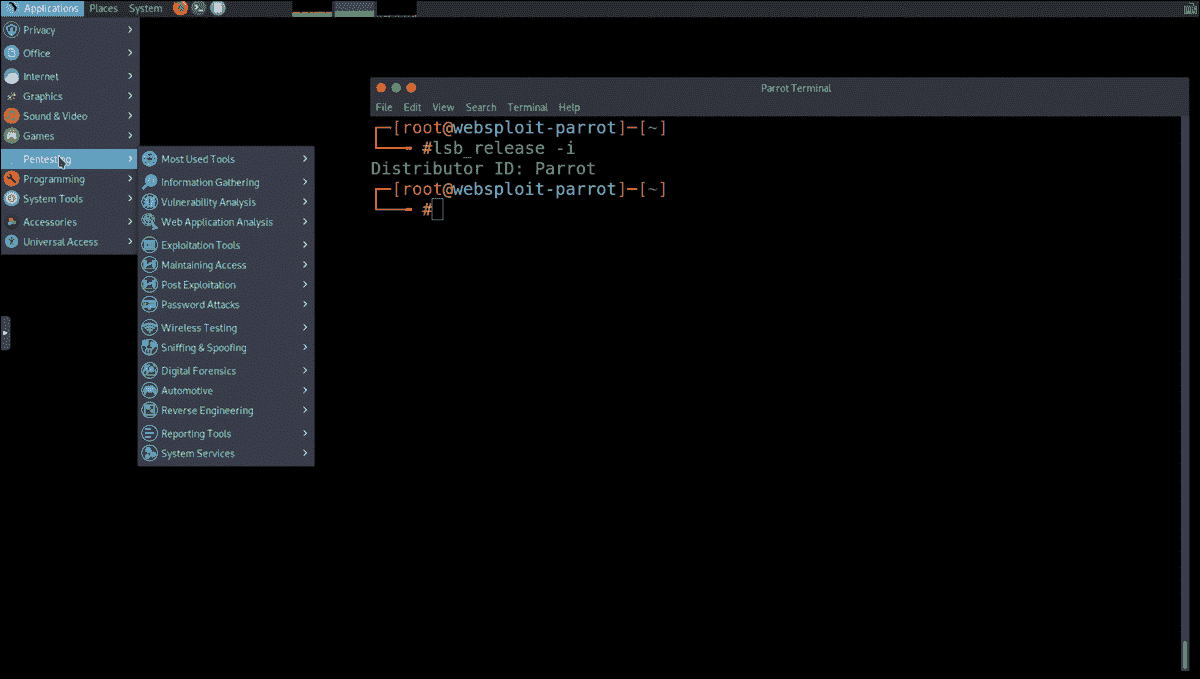 Applications Places System
Privacy
Office
Internet
Graphics
Sound & Video
Games
Pentesting
Programming
System Tools
Accessories
Universal Access
Most Used Tools
Information Gathering
Vulnerability Analysis
Web Application Analysis
Exploitation Tools
Maintaining Access
Post Exploitation
Password Attacks
Wireless Testing
Sniffing & Spoofing
Digital Forensics
Automotive
Reverse Engineering
Reporting Tools
System Services
Parrot Terminal
File Edit View Search Terminal Help
[root@websploit-parrot]─[~]
#lsb_release -i
Distributor ID: Parrot
[root@websploit-parrot]─[~]
#